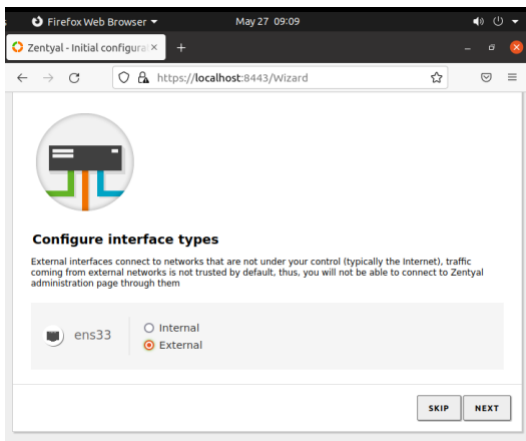 Firefox Web Browser
May 27 09:09
Zentyal - Initial configura
https://localhost:8443/Wizard
Configure interface types
External interfaces connect to networks that are not under your control (typically the Internet), traffic
coming from external networks is not trusted by default, thus, you will not be able to connect to Zentyal
administration page through them
ens33
Internal
External
SKIP
NEXT